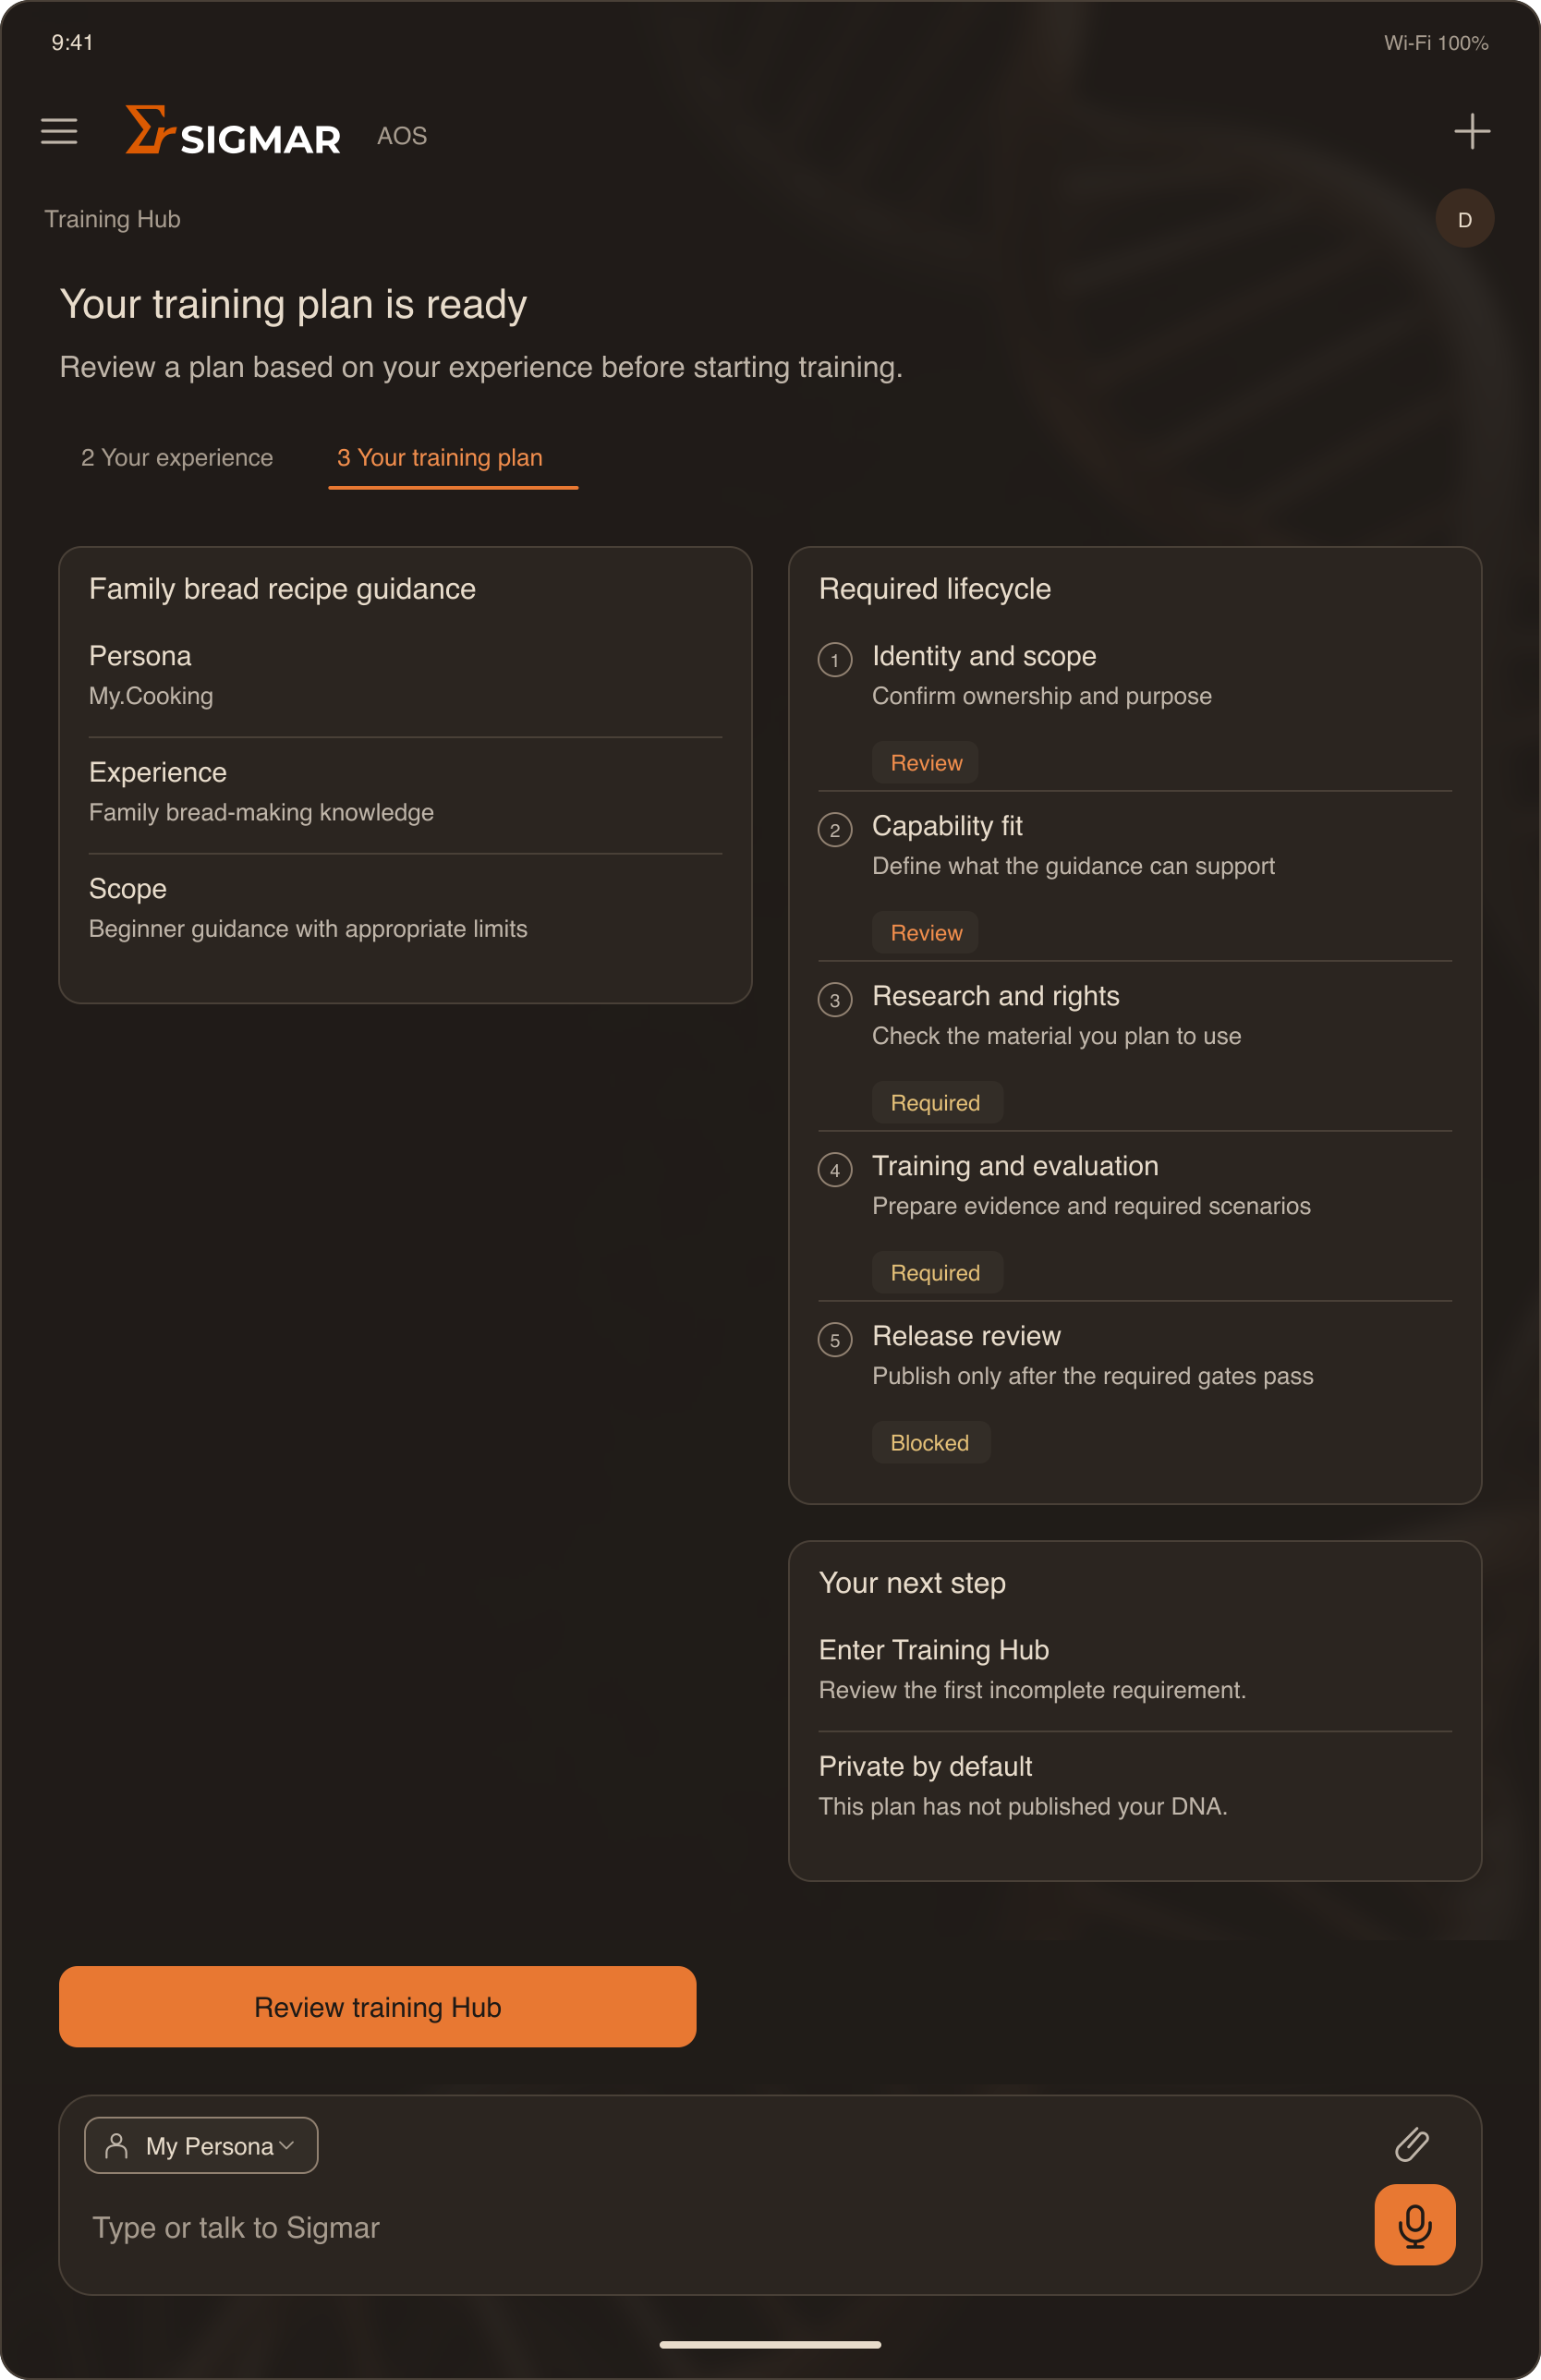 9:41
Wi-Fi 100%
Σr SIGMAR AOS
Training Hub
D
Your training plan is ready
Review a plan based on your experience before starting training.
2 Your experience
3 Your training plan
Family bread recipe guidance
Persona
My.Cooking
Experience
Family bread-making knowledge
Scope
Beginner guidance with appropriate limits
Required lifecycle
1 Identity and scope
Confirm ownership and purpose
Review
2 Capability fit
Define what the guidance can support
Review
3 Research and rights
Check the material you plan to use
Required
4 Training and evaluation
Prepare evidence and required scenarios
Required
5 Release review
Publish only after the required gates pass
Blocked
Your next step
Enter Training Hub
Review the first incomplete requirement.
Private by default
This plan has not published your DNA.
Review training Hub
My Persona
Type or talk to Sigmar